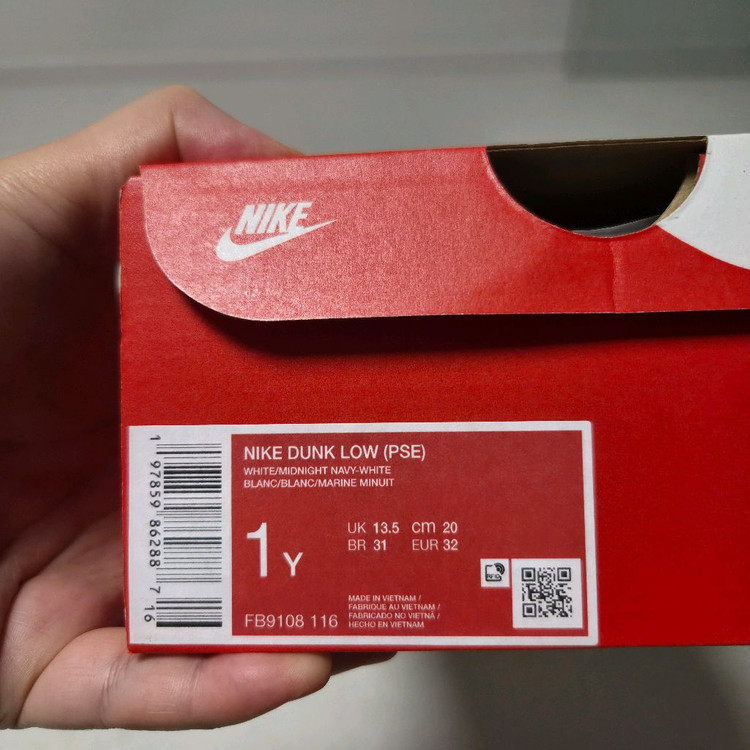 NIKE
NIKE DUNK LOW (PSE)
WHITE/MIDNIGHT NAVY-WHITE
BLANC/BLANC/MARINE MINUIT
1Y
UK 13.5 cm 20
BR 31 EUR 32
MADE IN VIETNAM /
FABRIQUE AU VIETNAM /
FABRICADO NO VIETNÃ /
HECHO EN VIETNAM
FB9108 116
1 97859 86288 7 16